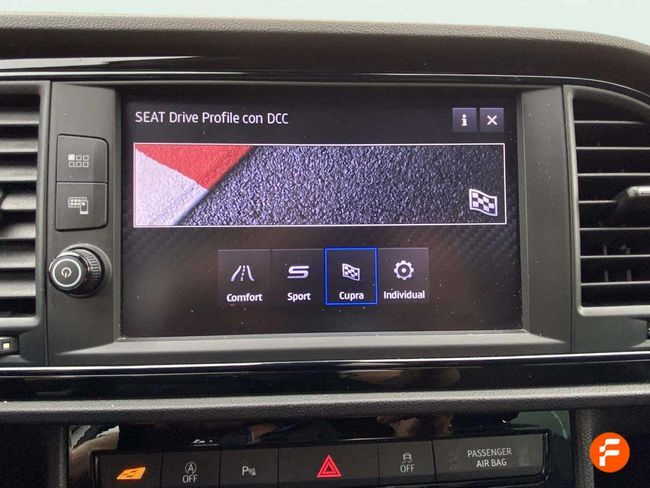 SEAT Drive Profile con DCC
i
Comfort Sport Cupra Individual
OFF OFF PASSENGER
AIR BAG